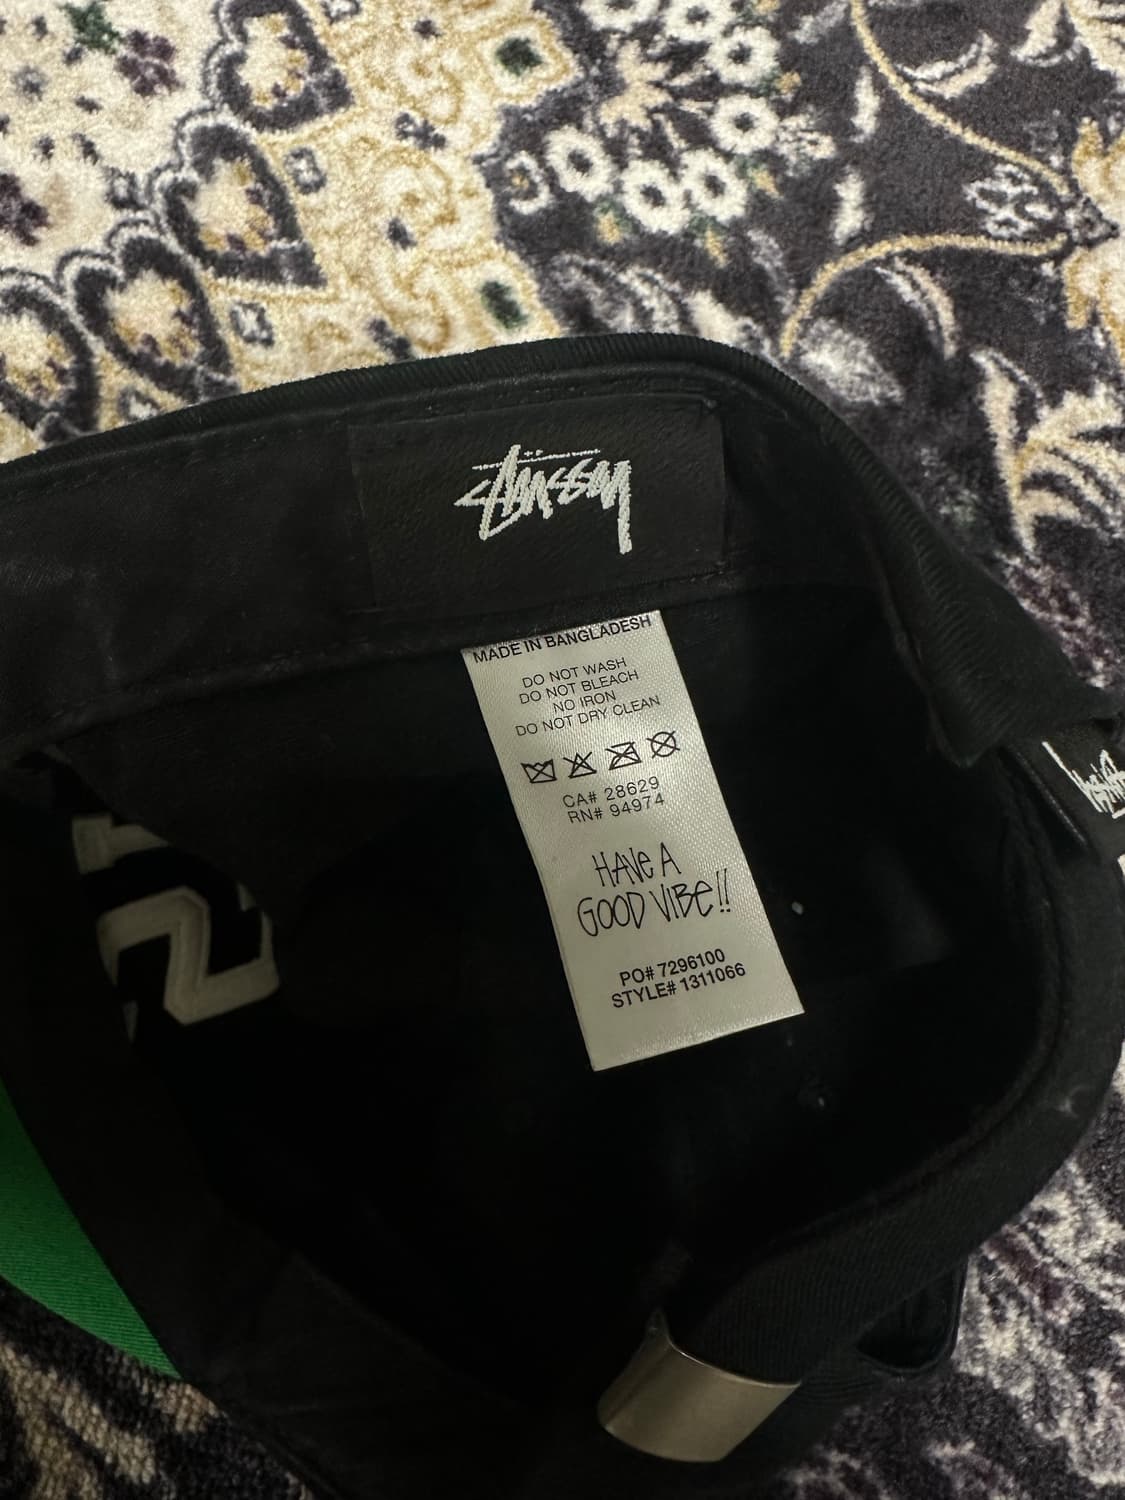 Stüssy
MADE IN BANGLADESH
DO NOT WASH
DO NOT BLEACH
NO IRON
DO NOT DRY CLEAN
CA# 28629
RN# 94974
HAVE A
GOOD VIBE!!
PO# 7296100
STYLE# 1311066